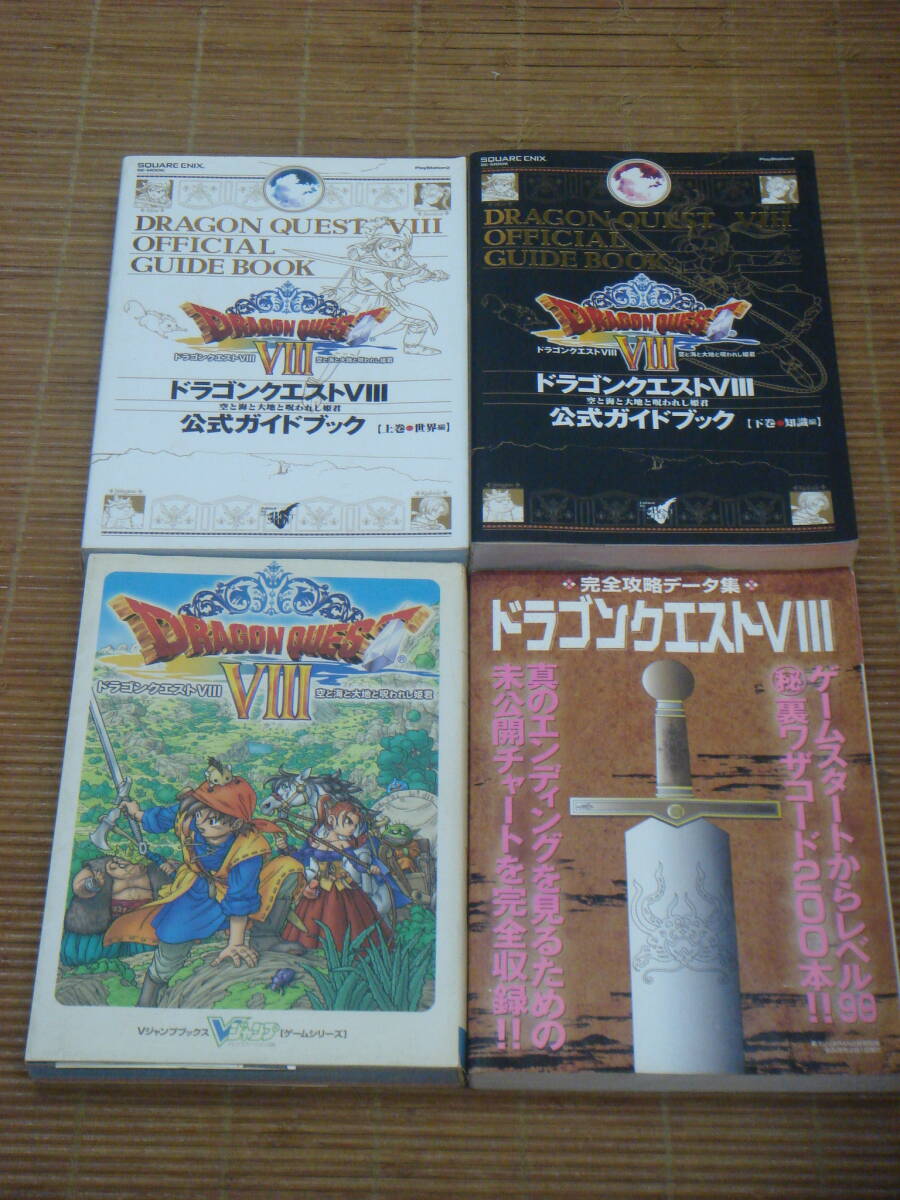 SQUARE ENIX.
SE-MOOK
PlayStation2
DRAGON QUEST VIII
OFFICIAL
GUIDE BOOK
DRAGON QUEST
VIII
ドラゴンクエストVIII
空と海と大地と呪われし姫君
ドラゴンクエストVIII
空と海と大地と呪われし姫君
公式ガイドブック
【上巻●世界編】
SQUARE ENIX.
SE-MOOK
PlayStation2
DRAGON QUEST VIII
OFFICIAL
GUIDE BOOK
DRAGON QUEST
VIII
ドラゴンクエストVIII
空と海と大地と呪われし姫君
ドラゴンクエストVIII
空と海と大地と呪われし姫君
公式ガイドブック
【下巻●知識編】
DRAGON QUEST
VIII
ドラゴンクエストVIII
空と海と大地と呪われし姫君
Vジャンプブックス
Vジャンプ
[ゲームシリーズ]
完全攻略データ集
ドラゴンクエストVIII
ゲームスタートからレベル99
㊙裏ワザコード200本!!
真のエンディングを見るための
未公開チャートを完全収録!!